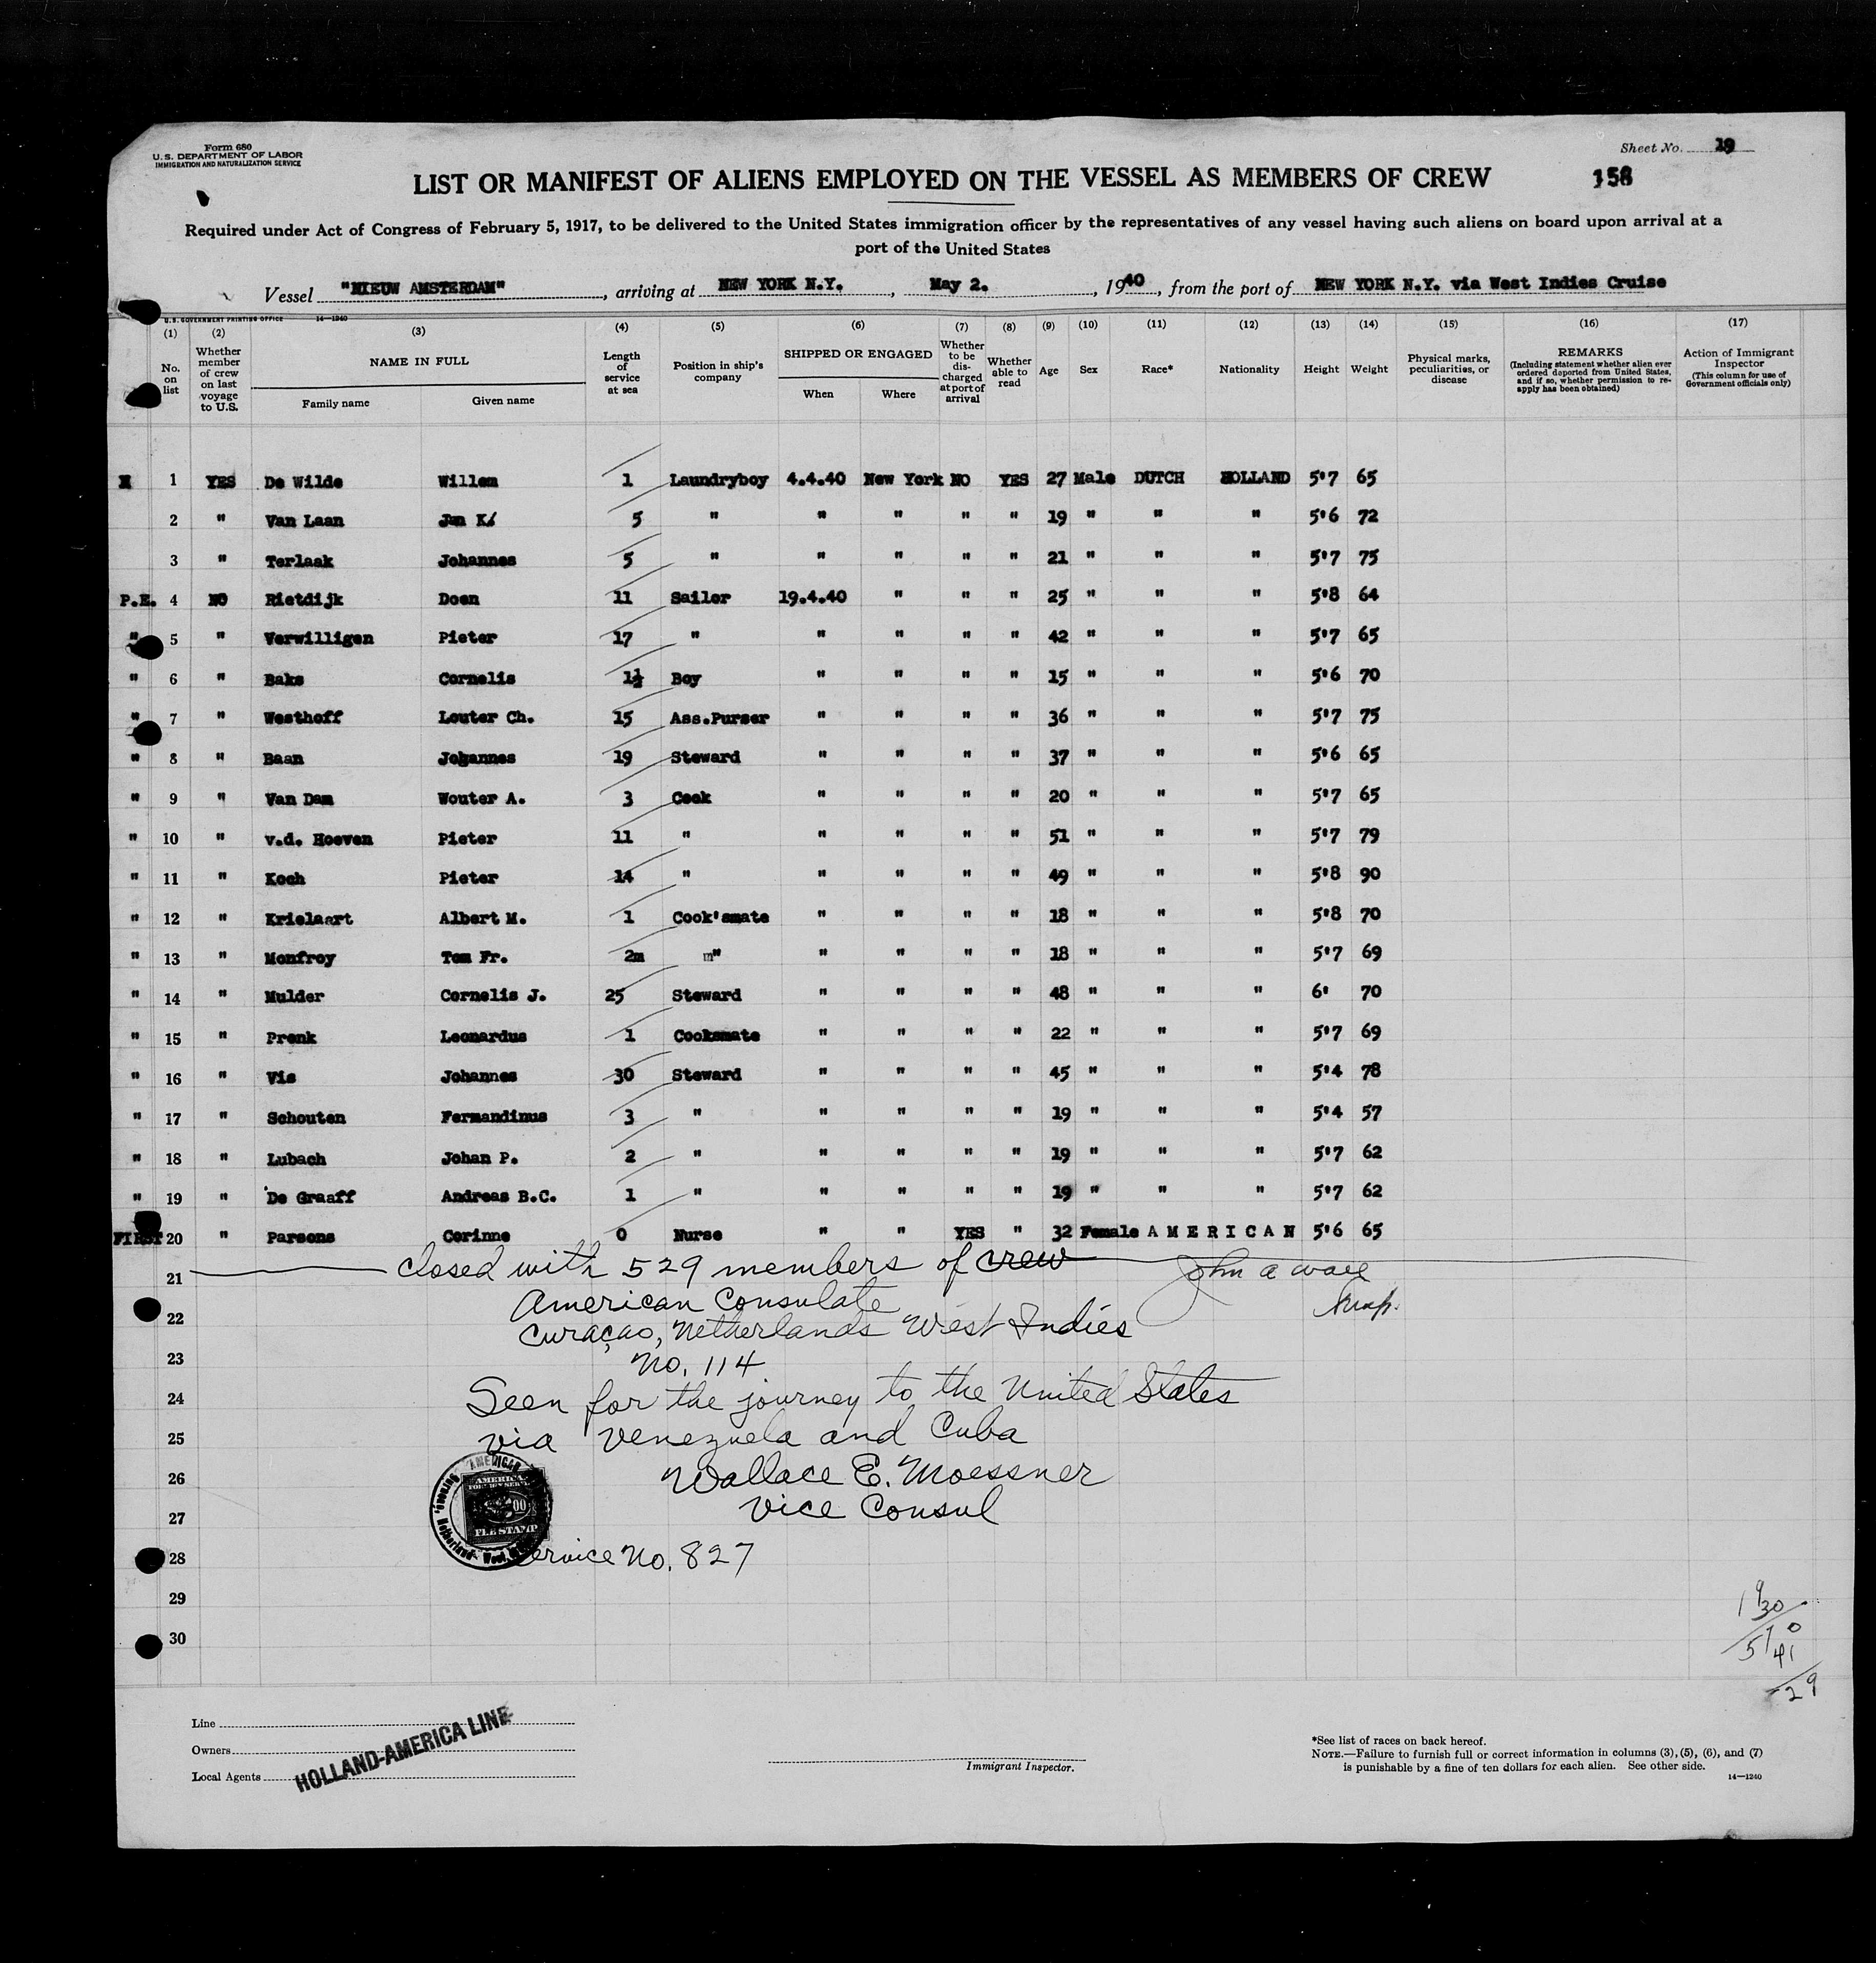 Form 680
U. S. DEPARTMENT OF LABOR
IMMIGRATION AND NATURALIZATION SERVICE
Sheet No. 19
LIST OR MANIFEST OF ALIENS EMPLOYED ON THE VESSEL AS MEMBERS OF CREW
158
Required under Act of Congress of February 5, 1917, to be delivered to the United States immigration officer by the representatives of any vessel having such aliens on board upon arrival at a
port of the United States
Vessel "NIEUW AMSTERDAM", arriving at NEW YORK N.Y., May 2., 1940, from the port of NEW YORK N.Y. via West Indies Cruise
U. S. GOVERNMENT PRINTING OFFICE 14—1240
(1) (2) (3) (4) (5) (6) (7) (8) (9) (10) (11) (12) (13) (14) (15) (16) (17)
No. on list
Whether member of crew on last voyage to U.S.
NAME IN FULL
Family name
Given name
Length of service at sea
Position in ship's company
SHIPPED OR ENGAGED
When
Where
Whether to be discharged at port of arrival
Whether able to read
Age
Sex
Race*
Nationality
Height
Weight
Physical marks, peculiarities, or disease
REMARKS
(Including statement whether alien ever ordered deported from United States, and if so, whether permission to re-apply has been obtained)
Action of Immigrant Inspector
(This column for use of Government officials only)
1 YES De Wilde Willem 1 Laundryboy 4.4.40 New York NO YES 27 Male DUTCH HOLLAND 5'7 65
2 " Van Laan Jan K. 5 " " " " " 19 " " " 5'6 72
3 " Terlaak Johannes 5 " " " " " 21 " " " 5'7 75
P.E. 4 NO Rietdijk Doen 11 Sailor 19.4.40 " " " 25 " " " 5'8 64
" 5 " Verwilligen Pieter 17 " " " " " 42 " " " 5'7 65
" 6 " Baks Cornelis 1½ Boy " " " " 15 " " " 5'6 70
" 7 " Westhoff Louter Ch. 15 Ass.Purser " " " " 36 " " " 5'7 75
" 8 " Baan Johannes 19 Steward " " " " 37 " " " 5'6 65
" 9 " Van Dam Wouter A. 3 Cook " " " " 20 " " " 5'7 65
" 10 " v.d. Hoeven Pieter 11 " " " " " 51 " " " 5'7 79
" 11 " Koch Pieter 14 " " " " " 49 " " " 5'8 90
" 12 " Krielaart Albert M. 1 Cook'smate " " " " 18 " " " 5'8 70
" 13 " Monfroy Tom Fr. 2m " " " " " 18 " " " 5'7 69
" 14 " Mulder Cornelis J. 25 Steward " " " " 48 " " " 6' 70
" 15 " Pronk Leonardus 1 Cooksmate " " " " 22 " " " 5'7 69
" 16 " Vis Johannes 30 Steward " " " " 45 " " " 5'4 78
" 17 " Schouten Fermandinus 3 " " " " " 19 " " " 5'4 57
" 18 " Lubach Johan P. 2 " " " " " 19 " " " 5'7 62
" 19 " De Graaff Andreas B.C. 1 " " " " " 19 " " " 5'7 62
FIRST 20 " Parsons Corinne 0 Nurse " " YES " 32 Female AMERICAN 5'6 65
21 Closed with 529 members of crew
American Consulate
22 Curaçao, Netherlands West Indies
23 No. 114
24 Seen for the journey to the United States
25 via Venezuela and Cuba
26 Wallace E. Moessner
27 Vice Consul
28 Service No. 827
29
30
AMERICAN
FOREIGN SERVICE
FEE STAMP
Line
Owners
Local Agents
HOLLAND-AMERICA LINE
Immigrant Inspector.
*See list of races on back hereof.
NOTE.—Failure to furnish full or correct information in columns (3), (5), (6), and (7)
is punishable by a fine of ten dollars for each alien. See other side.
14—1240